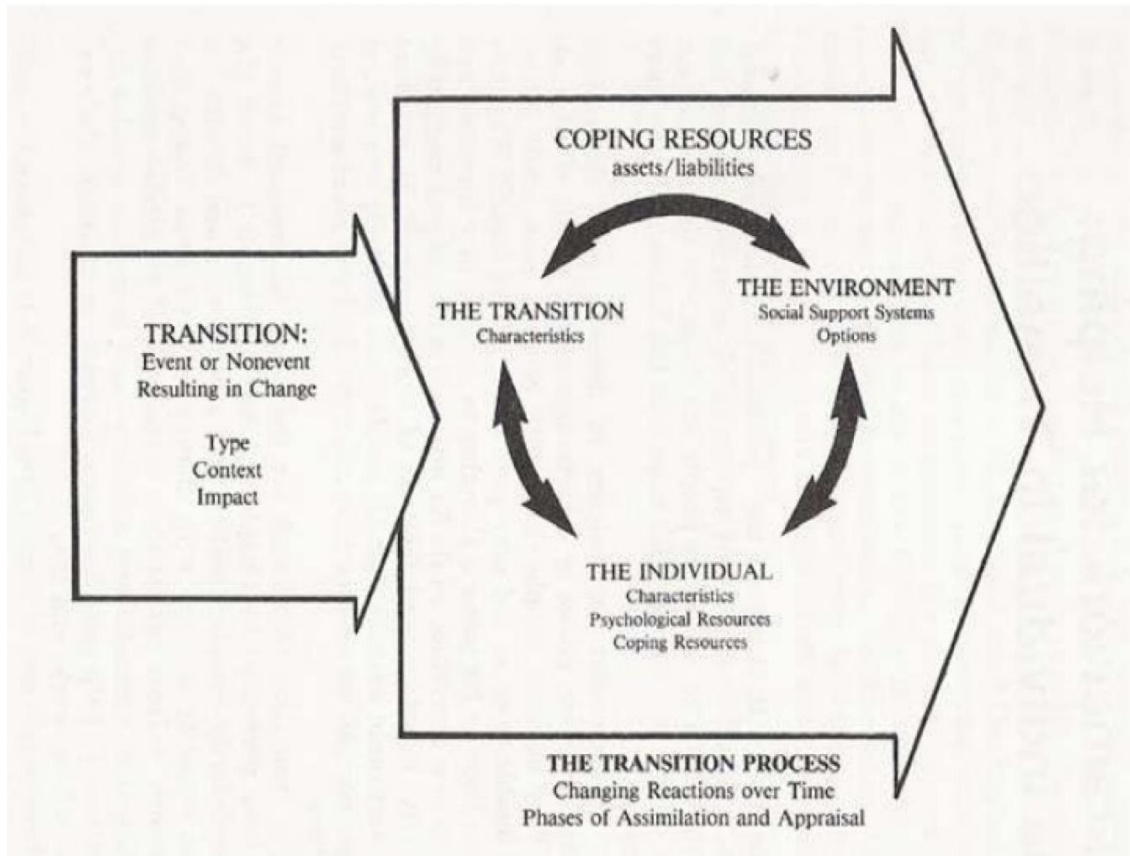 COPING RESOURCES
assets/liabilities
THE TRANSITION
Characteristics
THE ENVIRONMENT
Social Support Systems
Options
TRANSITION:
Event or Nonevent
Resulting in Change
Type
Context
Impact
THE INDIVIDUAL
Characteristics
Psychological Resources
Coping Resources
THE TRANSITION PROCESS
Changing Reactions over Time
Phases of Assimilation and Appraisal